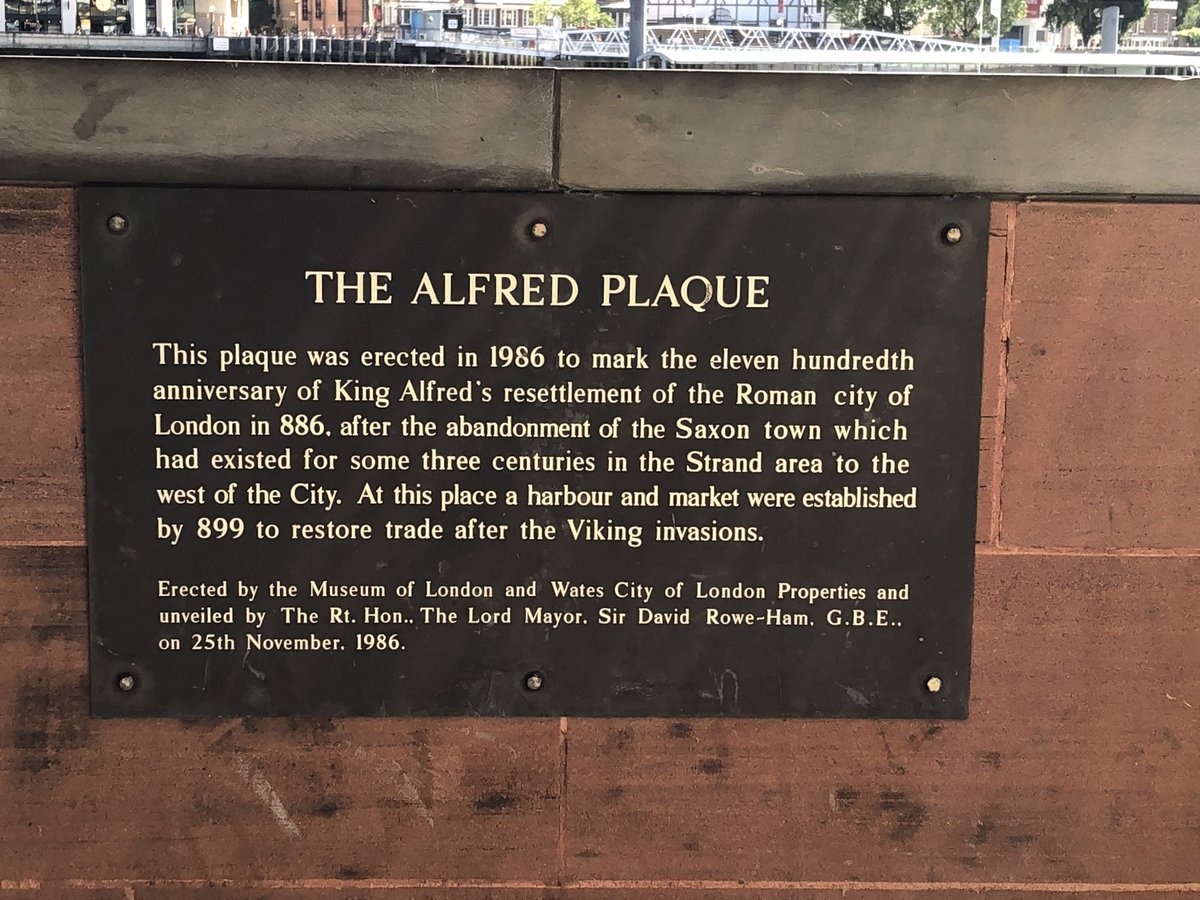 THE ALFRED PLAQUE
This plaque was erected in 1986 to mark the eleven hundredth
anniversary of King Alfred's resettlement of the Roman city of
London in 886, after the abandonment of the Saxon town which
had existed for some three centuries in the Strand area to the
west of the City. At this place a harbour and market were established
by 899 to restore trade after the Viking invasions.
Erected by the Museum of London and Wates City of London Properties and
unveiled by The Rt. Hon., The Lord Mayor, Sir David Rowe-Ham, G.B.E.,
on 25th November, 1986.